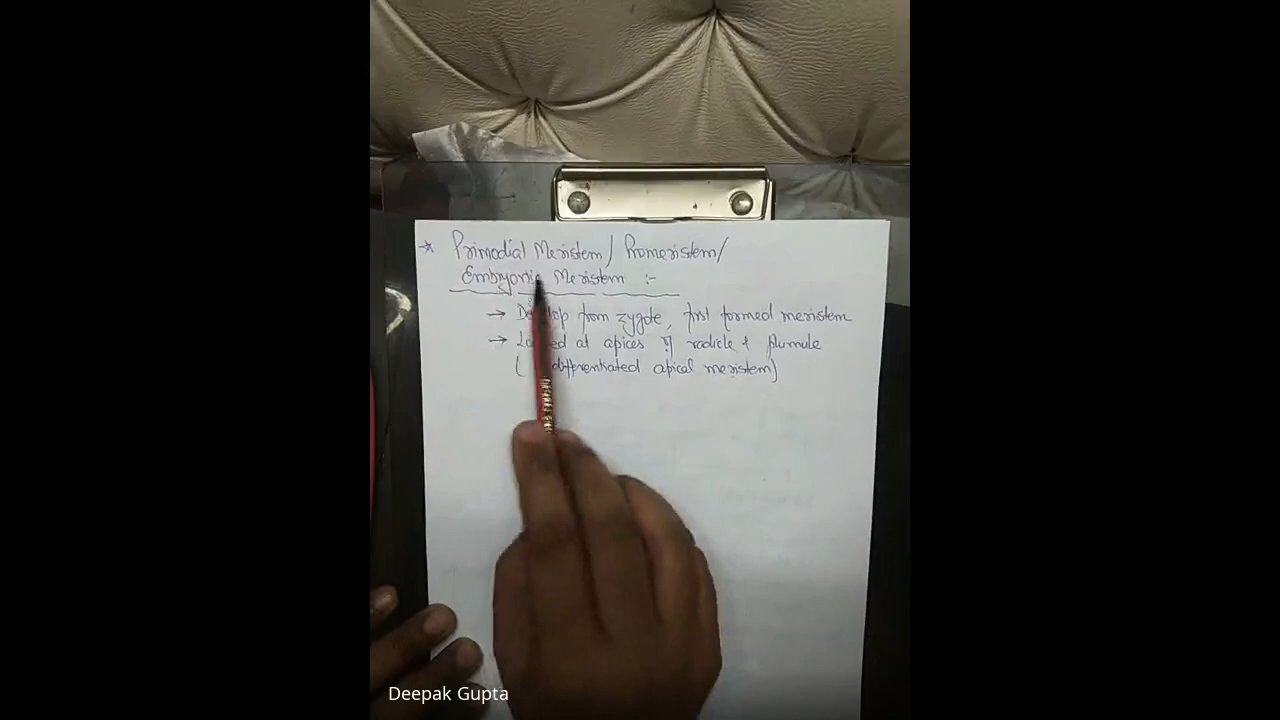 Primodial Meristem/ Promeristem/
Embryonic Meristem :-
→ Develop from zygote, first formed meristem
→ Located at apices of radicle & plumule
( differentiated apical meristem)
Deepak Gupta